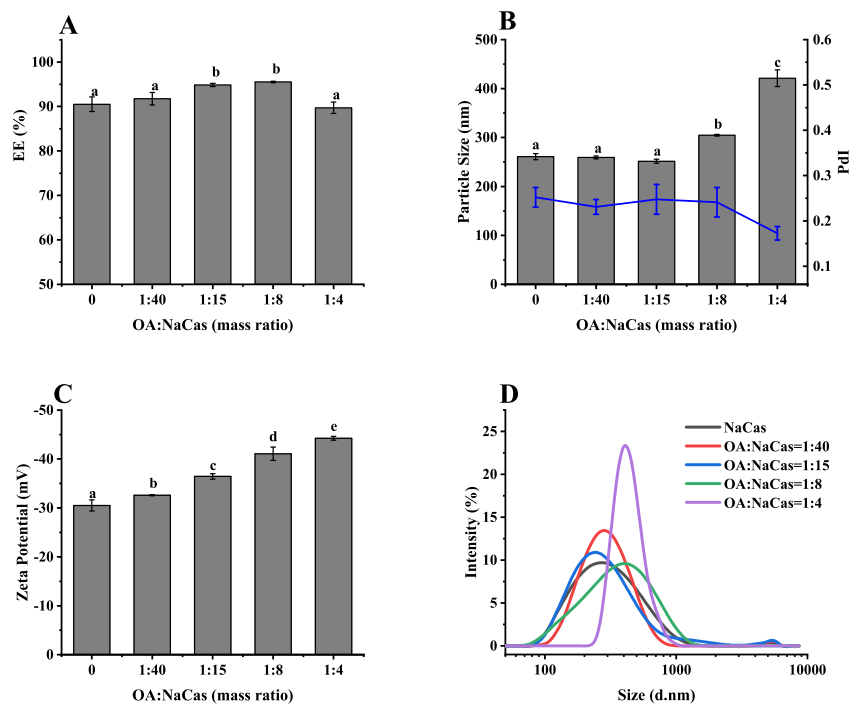 A
a
a
b
b
a
100
90
80
70
60
50
EE (%)
0
1:40
1:15
1:8
1:4
OA:NaCas (mass ratio)
B
a
a
a
b
c
500
400
300
200
100
0
Particle Size (nm)
0.6
0.5
0.4
0.3
0.2
0.1
PdI
0
1:40
1:15
1:8
1:4
OA:NaCas (mass ratio)
C
a
b
c
d
e
-50
-40
-30
-20
-10
0
Zeta Potential (mV)
0
1:40
1:15
1:8
1:4
OA:NaCas (mass ratio)
D
NaCas
OA:NaCas=1:40
OA:NaCas=1:15
OA:NaCas=1:8
OA:NaCas=1:4
25
20
15
10
5
0
Intensity (%)
100
1000
10000
Size (d.nm)